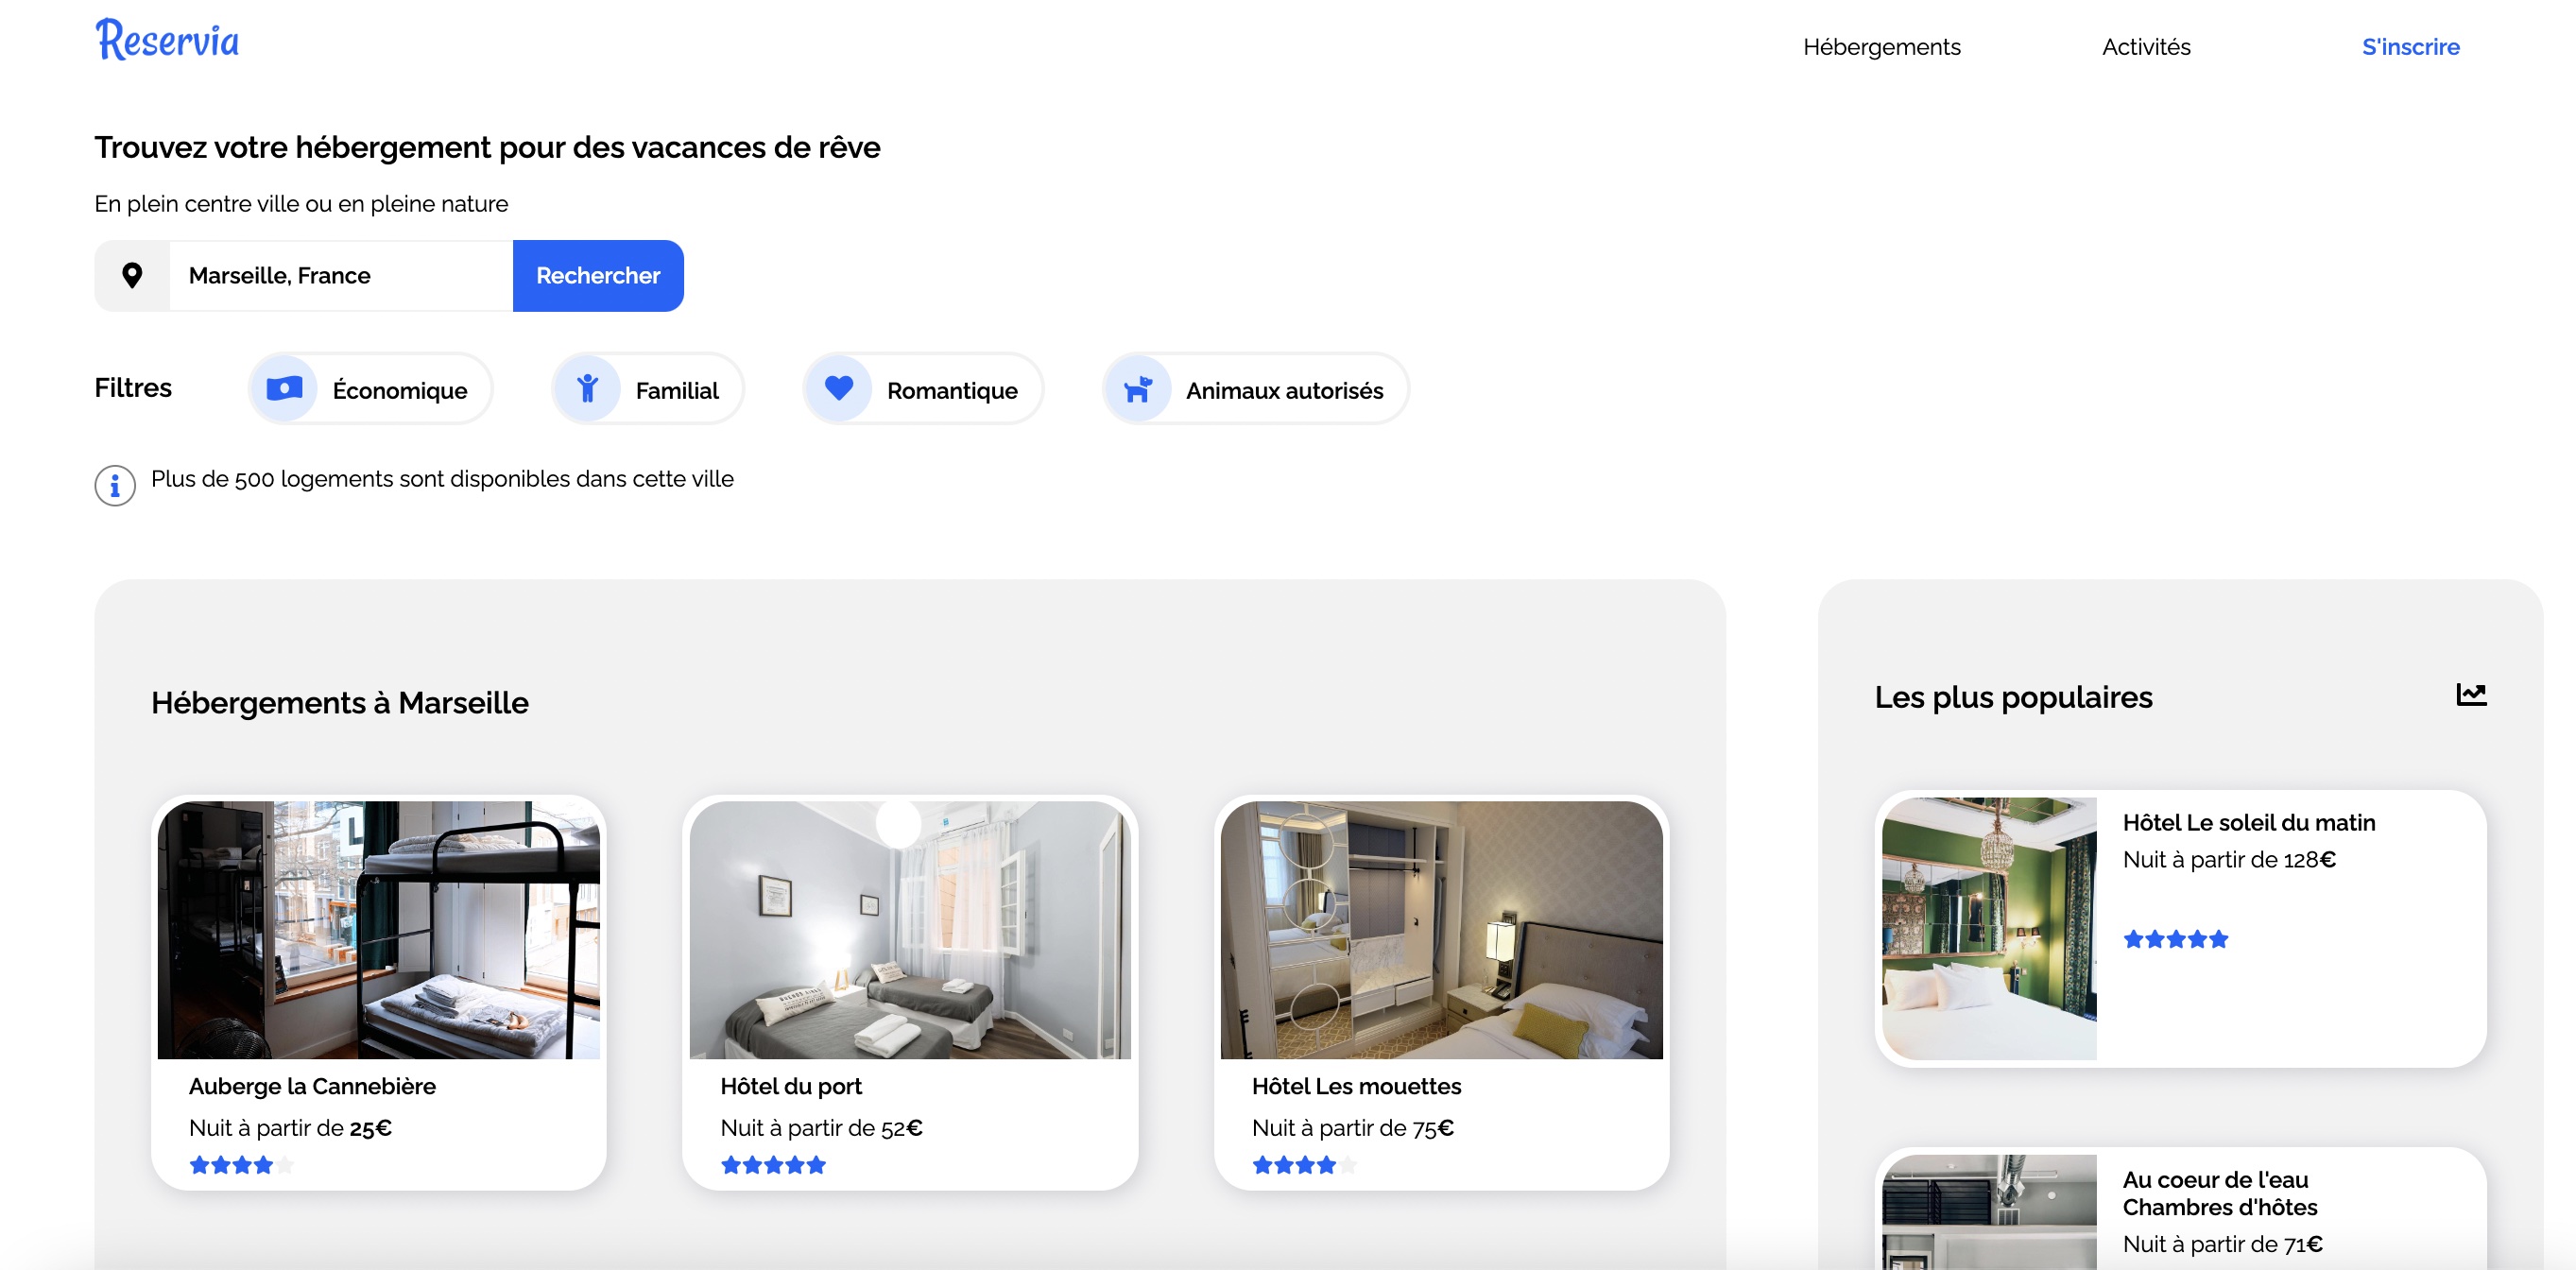 Reservia
Hébergements
Activités
S'inscrire
Trouvez votre hébergement pour des vacances de rêve
En plein centre ville ou en pleine nature
Marseille, France
Rechercher
Filtres
Économique
Familial
Romantique
Animaux autorisés
Plus de 500 logements sont disponibles dans cette ville
Hébergements à Marseille
Auberge la Cannebière
Nuit à partir de 25€
Hôtel du port
Nuit à partir de 52€
Hôtel Les mouettes
Nuit à partir de 75€
Les plus populaires
Hôtel Le soleil du matin
Nuit à partir de 128€
Au coeur de l'eau
Chambres d'hôtes
Nuit à partir de 71€